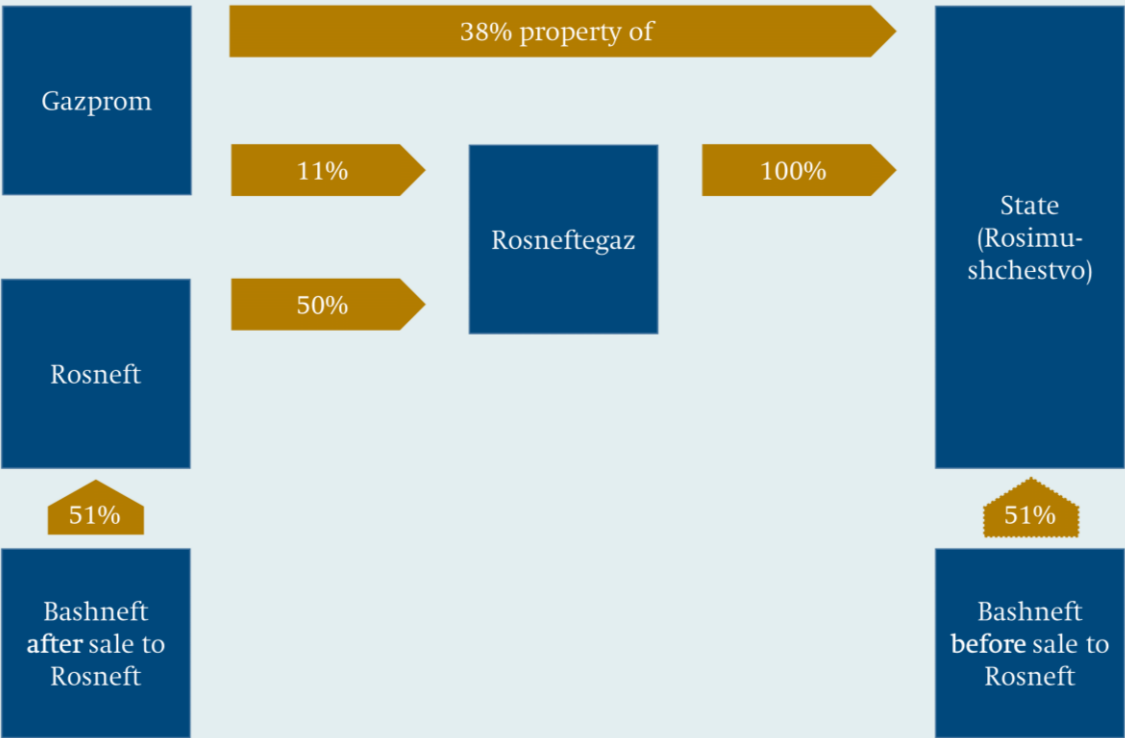 38% property of
Gazprom
11%
100%
Rosneftegaz
State
(Rosimu-
shchestvo)
50%
Rosneft
51%
51%
Bashneft
after sale to
Rosneft
Bashneft
before sale to
Rosneft